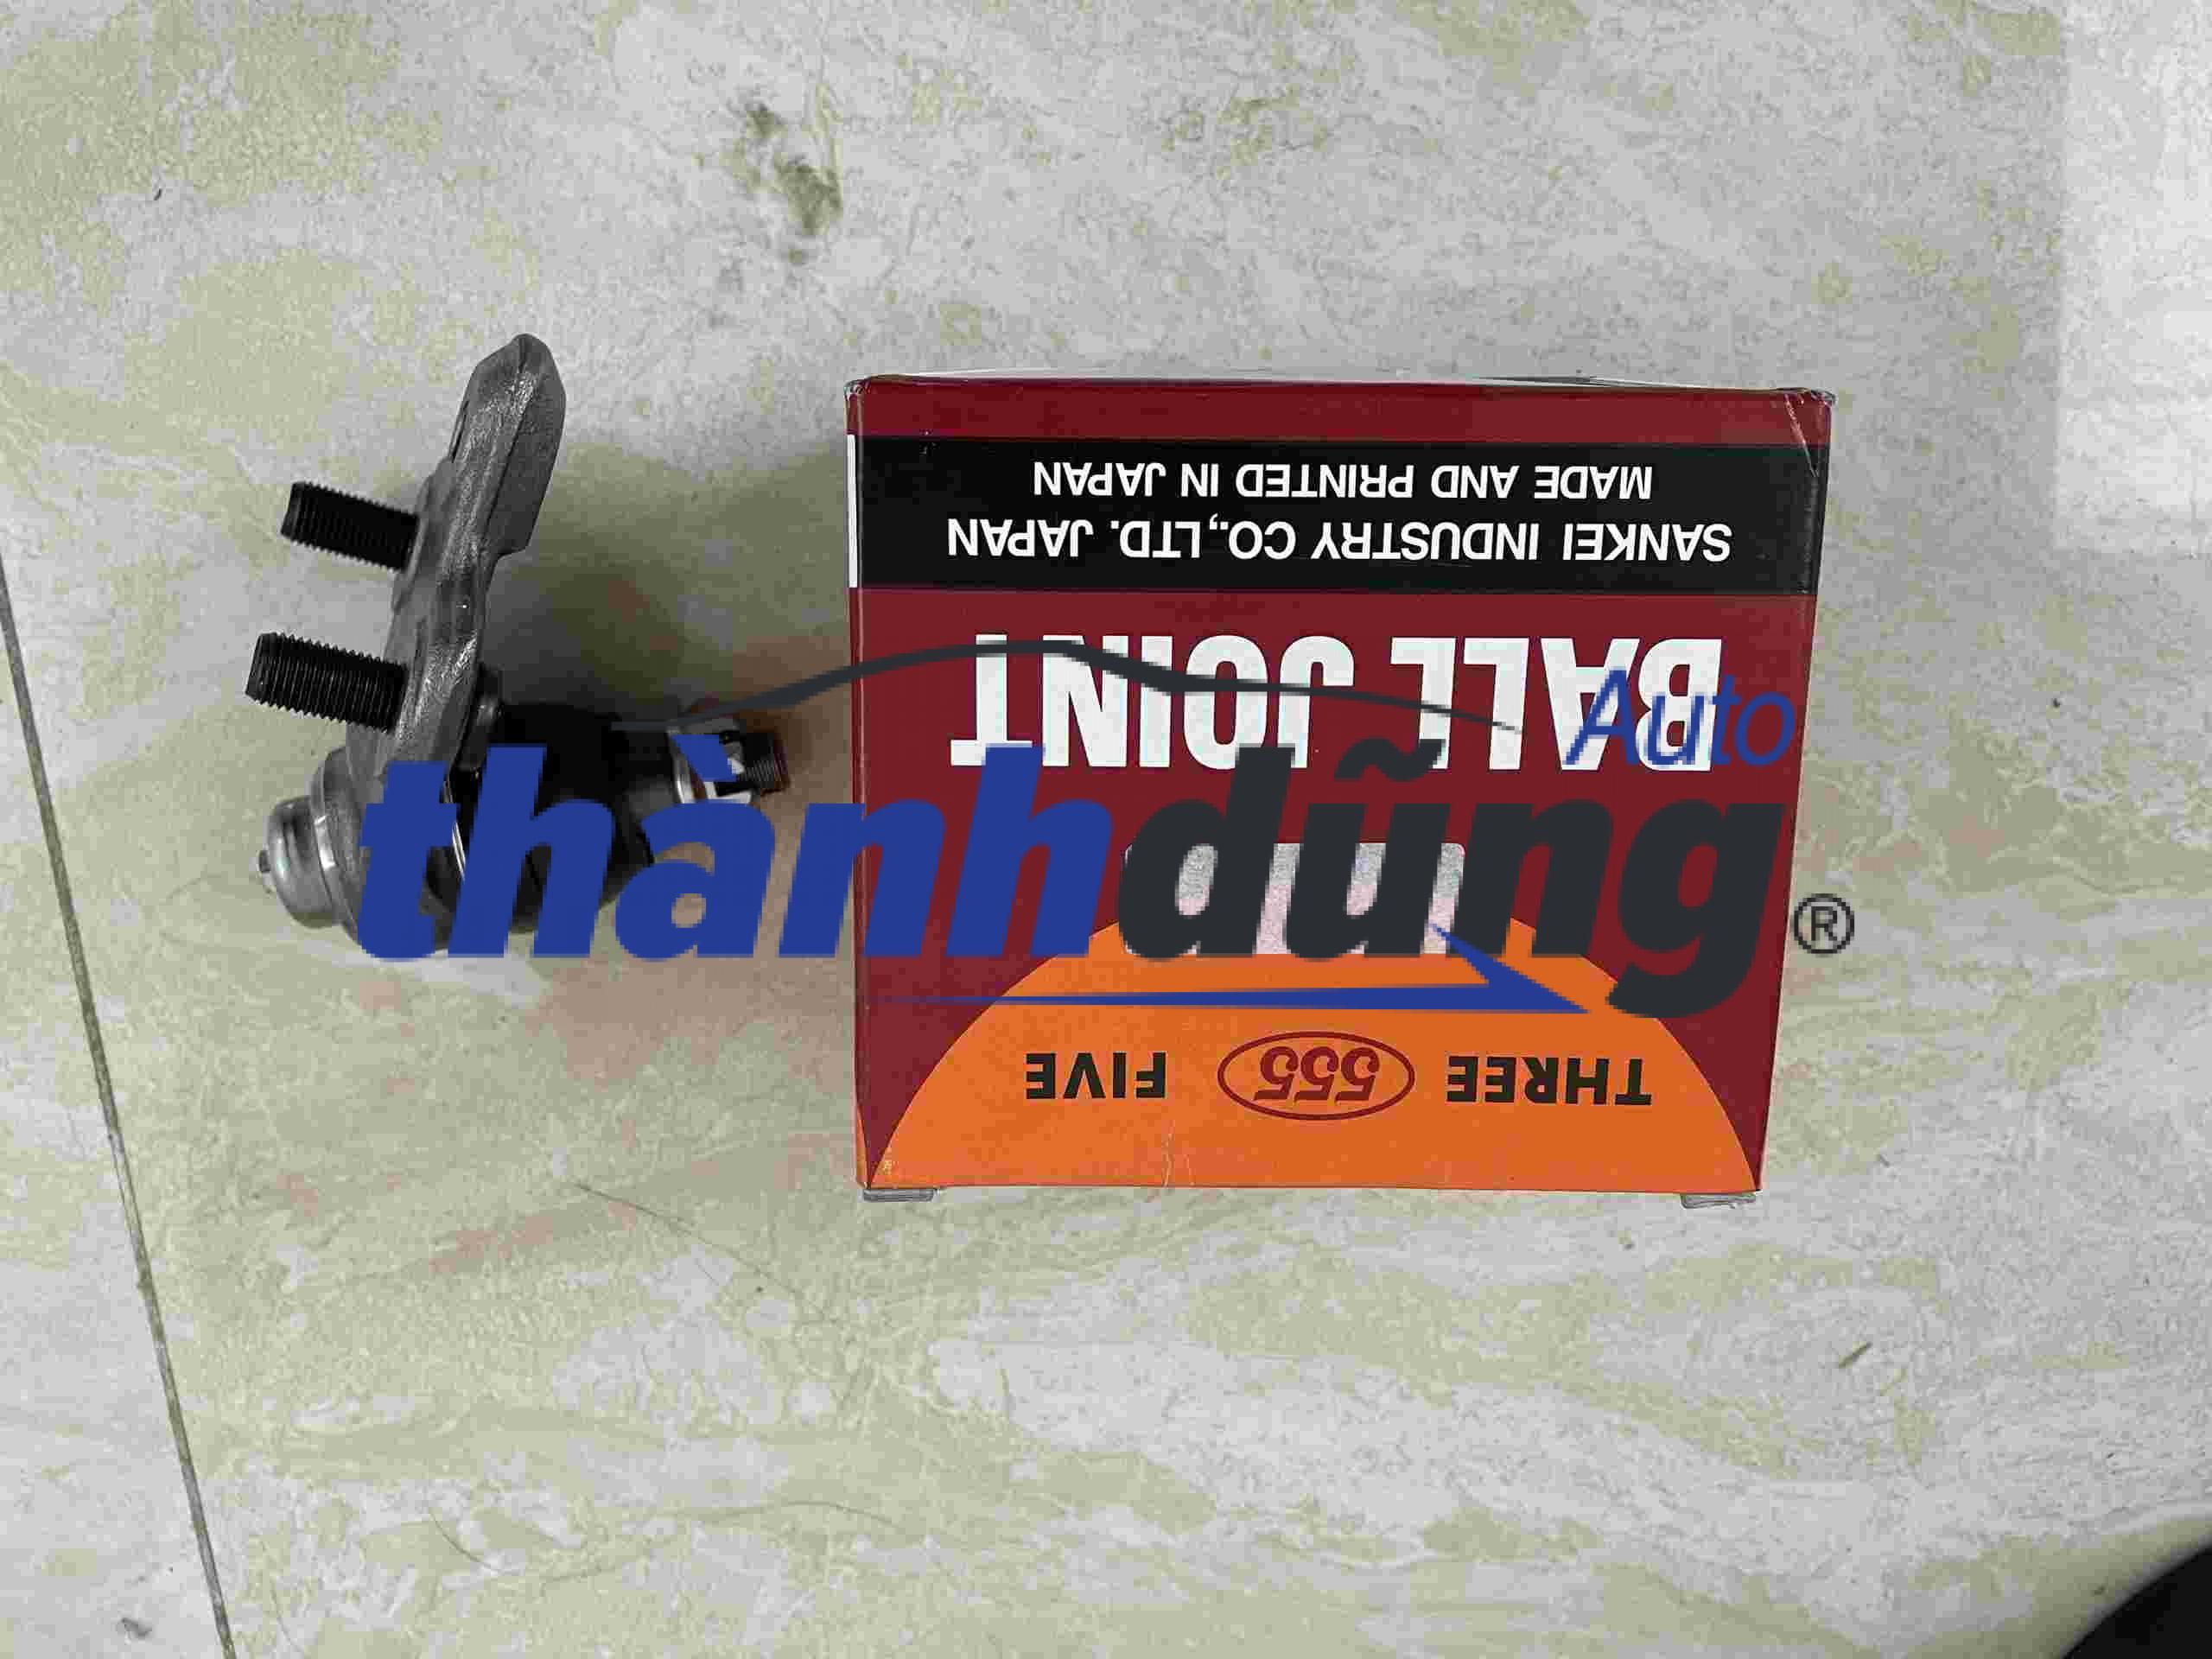 MADE AND PRINTED IN JAPAN
SANKEI INDUSTRY CO.,LTD. JAPAN
BALL JOINT
Auto
thànhdũng
®
THREE 555 FIVE